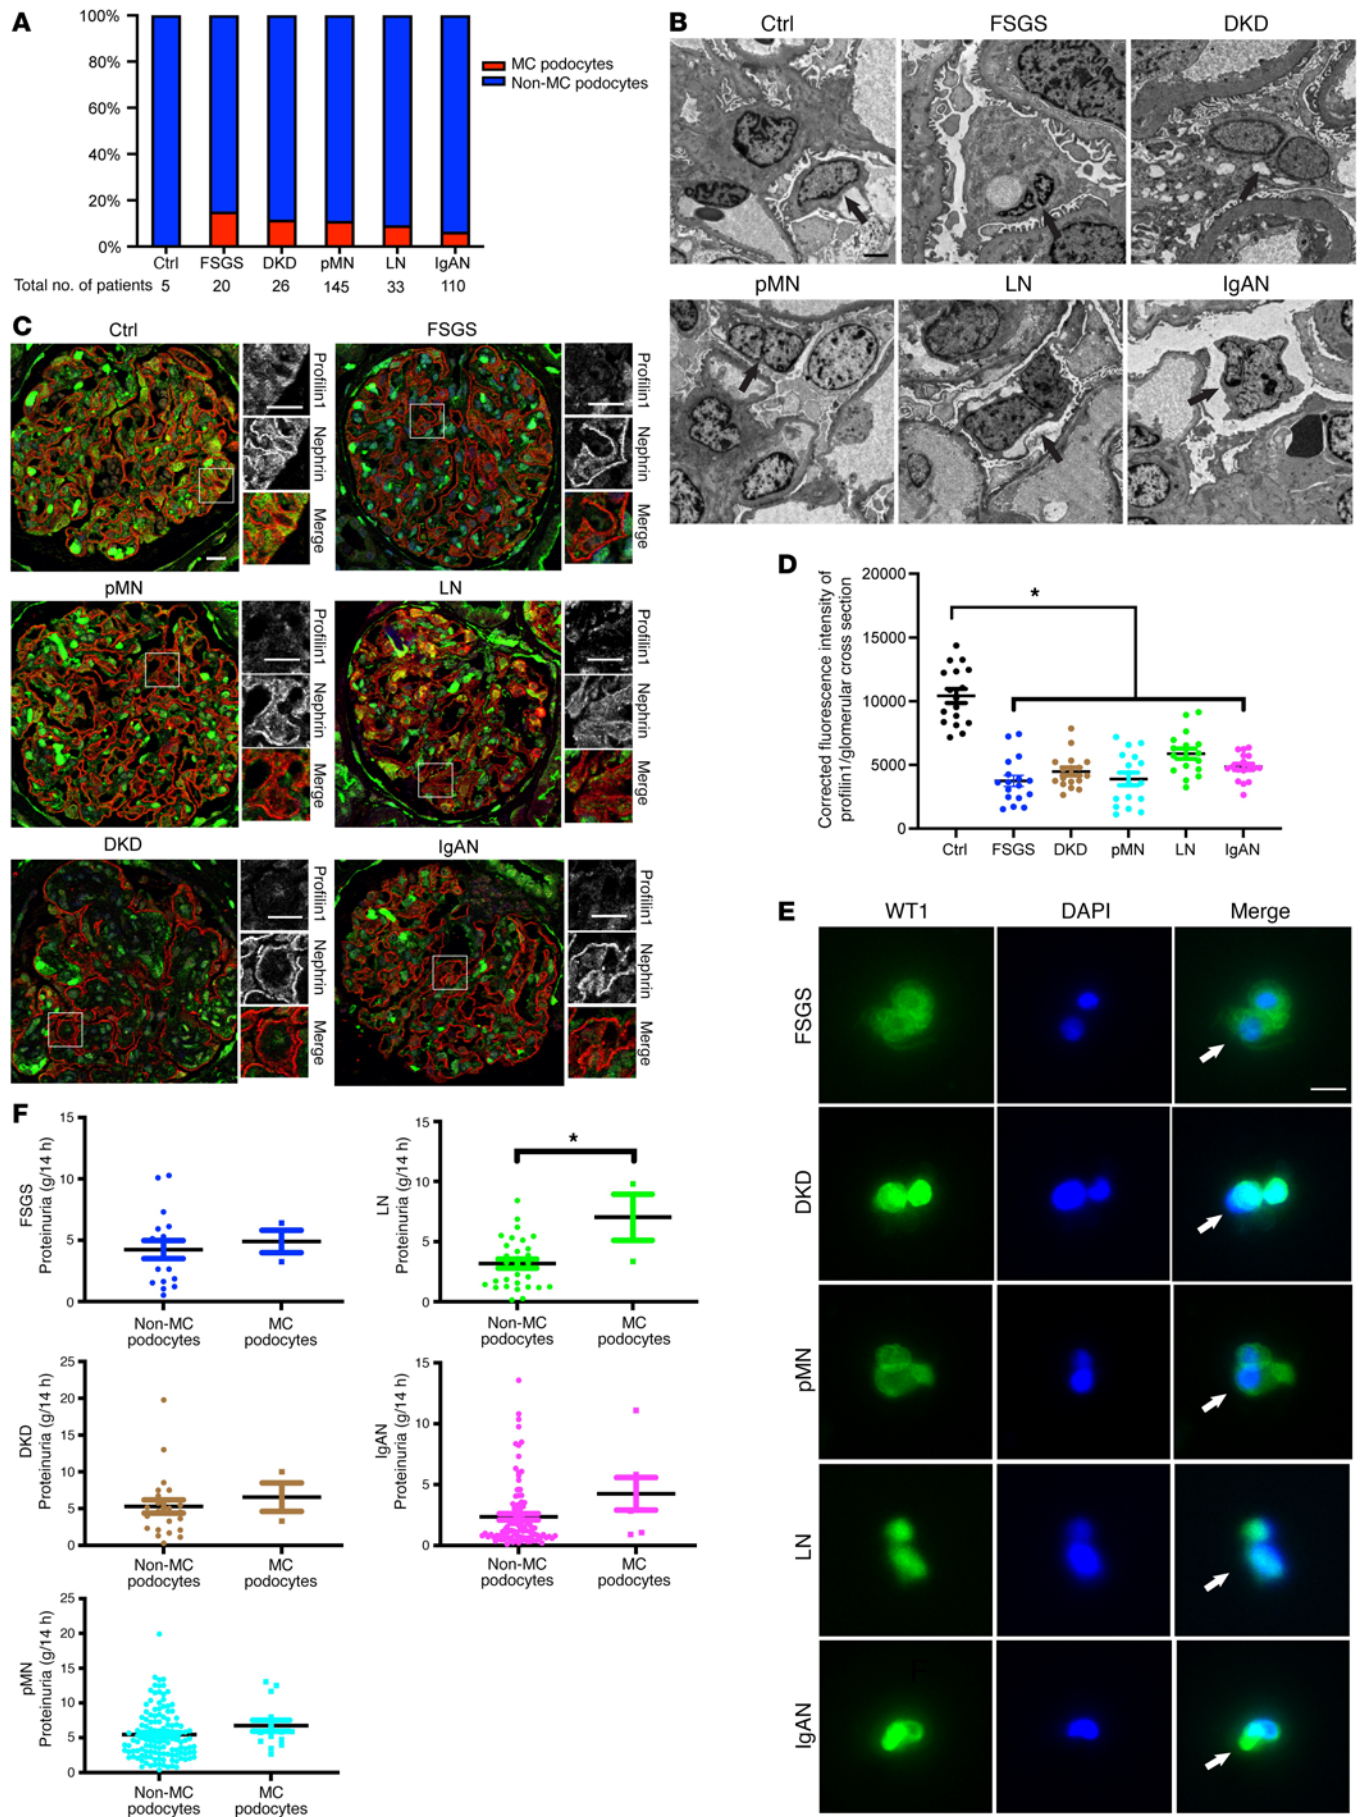 A
100%
80%
60%
40%
20%
0%
MC podocytes
Non-MC podocytes
Ctrl FSGS DKD pMN LN IgAN
Total no. of patients 5 20 26 145 33 110
B
Ctrl FSGS DKD
pMN LN IgAN
C
Ctrl FSGS
Profilin1 Nephrin Merge
Profilin1 Nephrin Merge
pMN LN
Profilin1 Nephrin Merge
Profilin1 Nephrin Merge
DKD IgAN
Profilin1 Nephrin Merge
Profilin1 Nephrin Merge
D
Corrected fluorescence intensity of
profilin1/glomerular cross section
20000
15000
10000
5000
0
*
Ctrl FSGS DKD pMN LN IgAN
E
WT1 DAPI Merge
FSGS
DKD
pMN
LN
IgAN
F
FSGS
Proteinuria (g/14 h)
15
10
5
0
Non-MC
podocytes
MC
podocytes
LN
Proteinuria (g/14 h)
15
10
5
0
*
Non-MC
podocytes
MC
podocytes
DKD
Proteinuria (g/14 h)
25
20
15
10
5
0
Non-MC
podocytes
MC
podocytes
IgAN
Proteinuria (g/14 h)
15
10
5
0
Non-MC
podocytes
MC
podocytes
pMN
Proteinuria (g/14 h)
25
20
15
10
5
0
Non-MC
podocytes
MC
podocytes